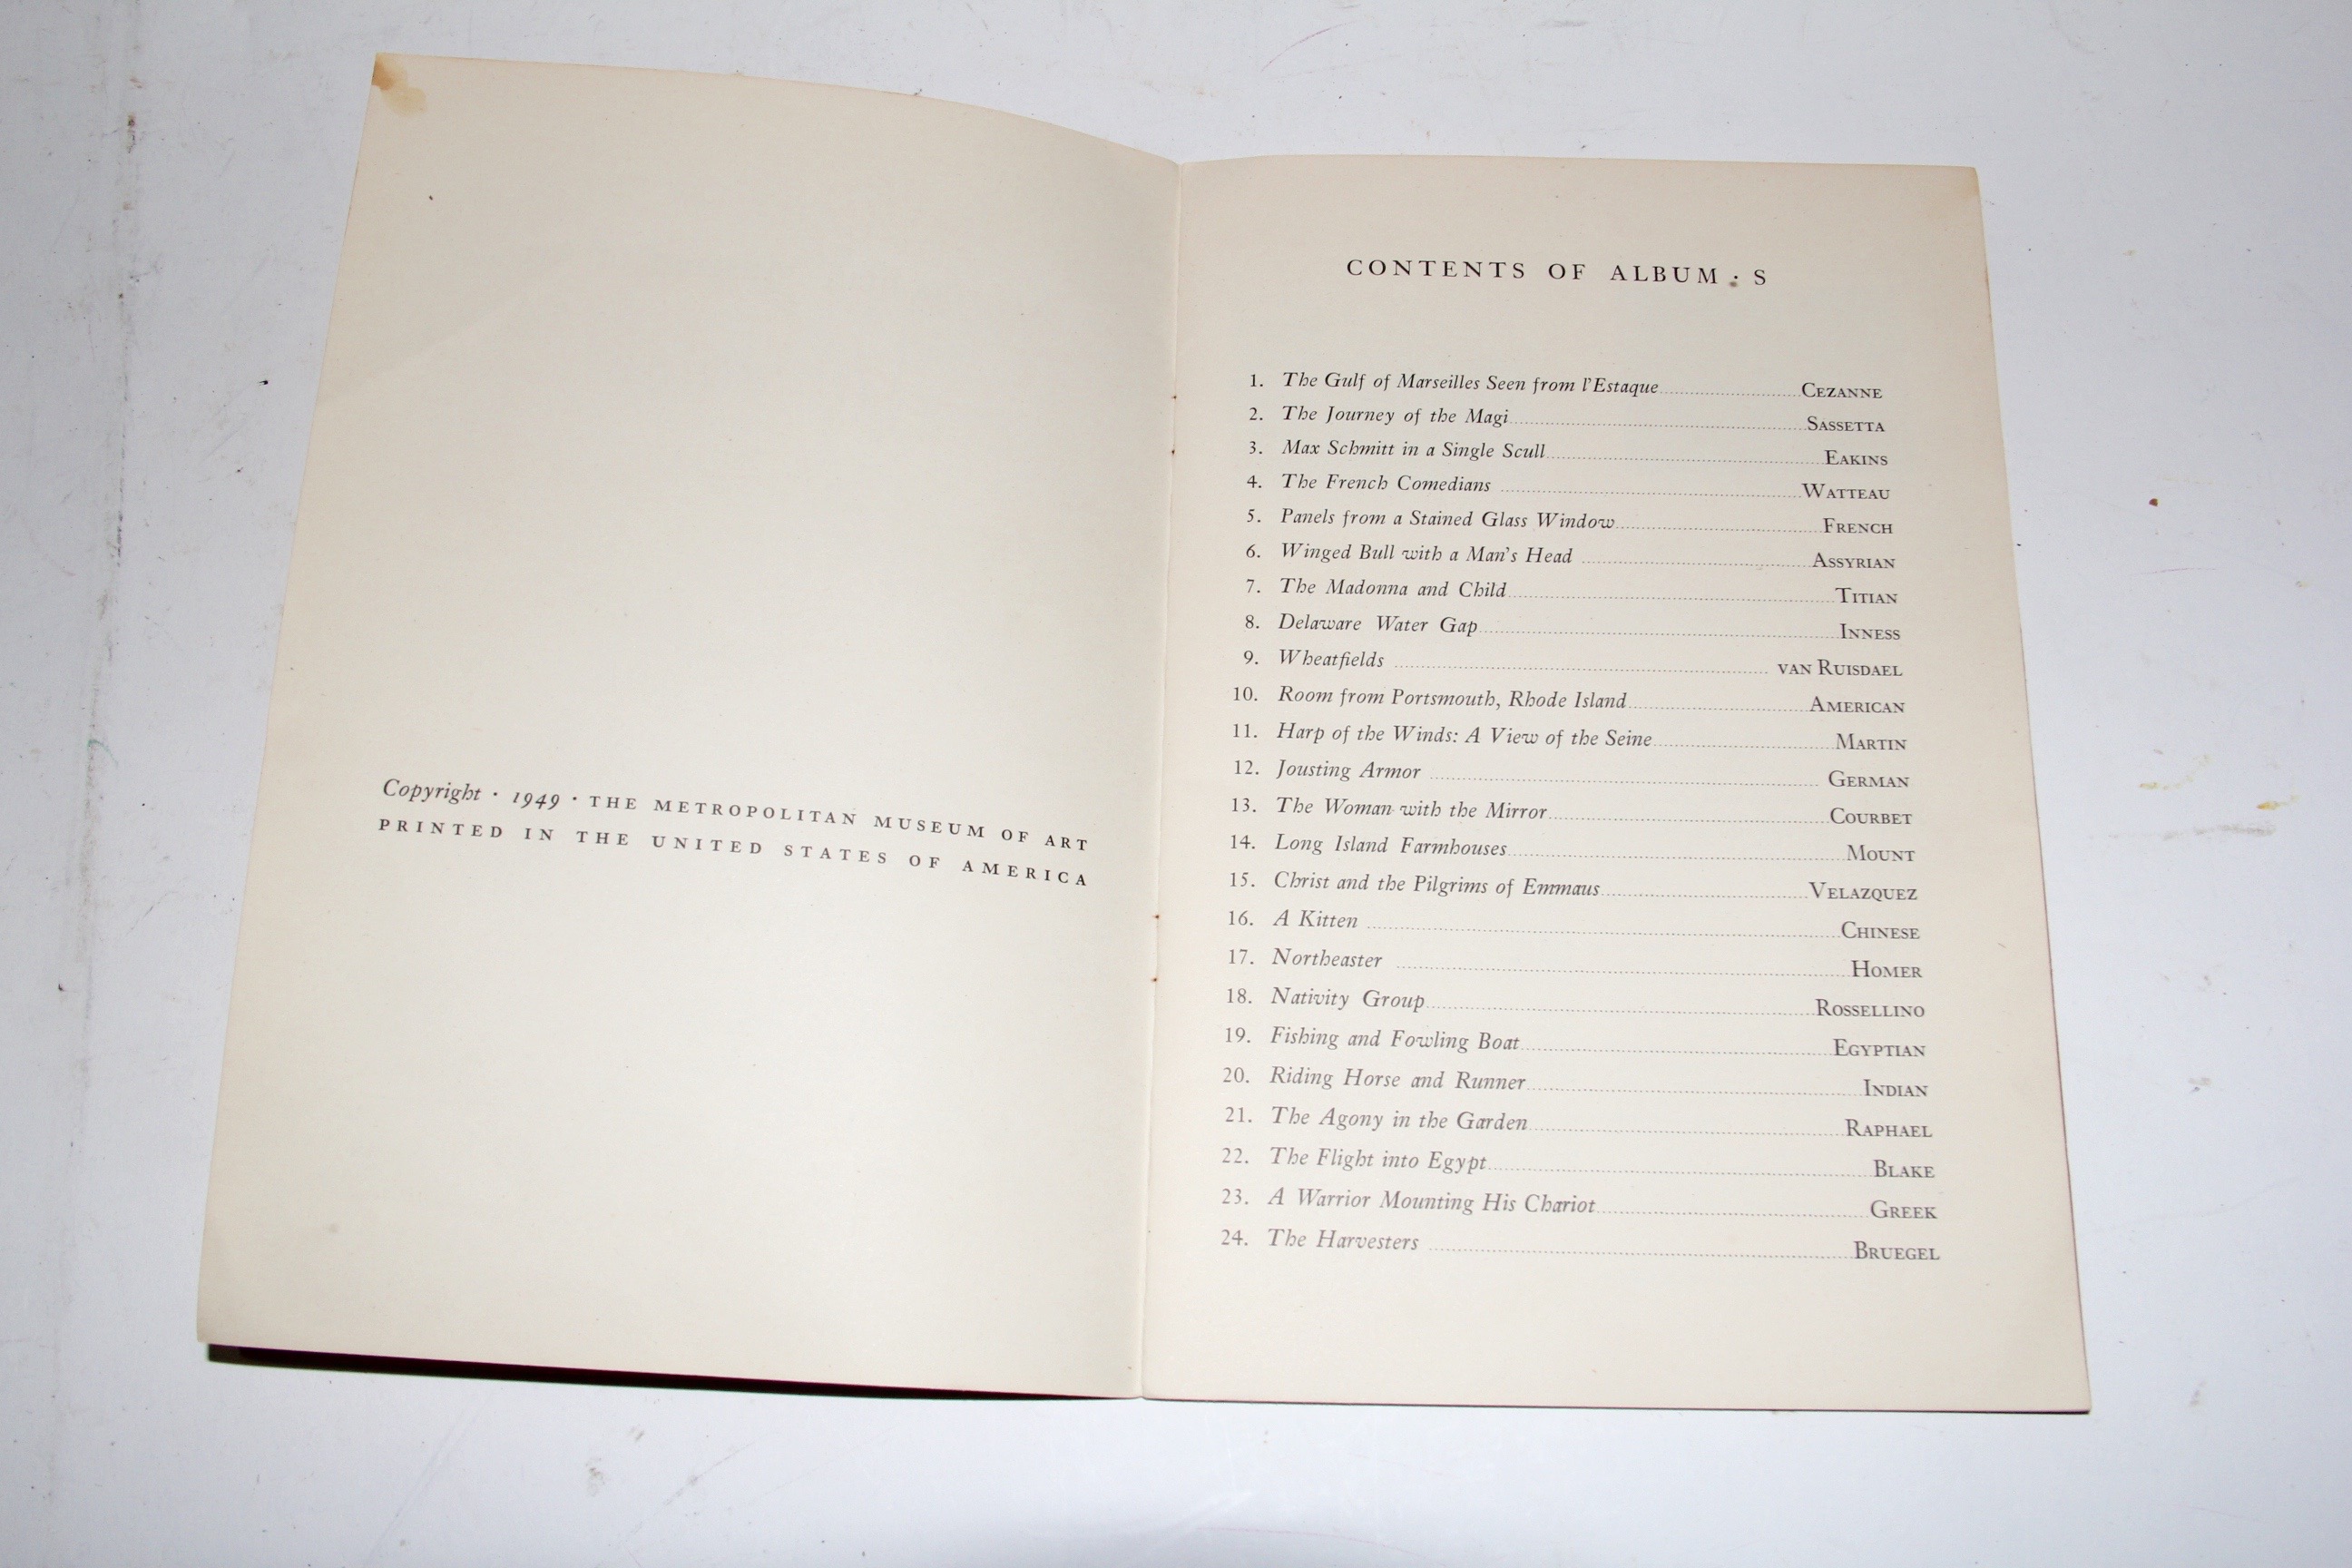 Copyright · 1949 · THE METROPOLITAN MUSEUM OF ART
PRINTED IN THE UNITED STATES OF AMERICA
CONTENTS OF ALBUM · S
1. The Gulf of Marseilles Seen from l'Estaque CEZANNE
2. The Journey of the Magi SASSETTA
3. Max Schmitt in a Single Scull EAKINS
4. The French Comedians WATTEAU
5. Panels from a Stained Glass Window FRENCH
6. Winged Bull with a Man's Head ASSYRIAN
7. The Madonna and Child TITIAN
8. Delaware Water Gap INNESS
9. Wheatfields VAN RUISDAEL
10. Room from Portsmouth, Rhode Island AMERICAN
11. Harp of the Winds: A View of the Seine MARTIN
12. Jousting Armor GERMAN
13. The Woman with the Mirror COURBET
14. Long Island Farmhouses MOUNT
15. Christ and the Pilgrims of Emmaus VELAZQUEZ
16. A Kitten CHINESE
17. Northeaster HOMER
18. Nativity Group ROSSELLINO
19. Fishing and Fowling Boat EGYPTIAN
20. Riding Horse and Runner INDIAN
21. The Agony in the Garden RAPHAEL
22. The Flight into Egypt BLAKE
23. A Warrior Mounting His Chariot GREEK
24. The Harvesters BRUEGEL